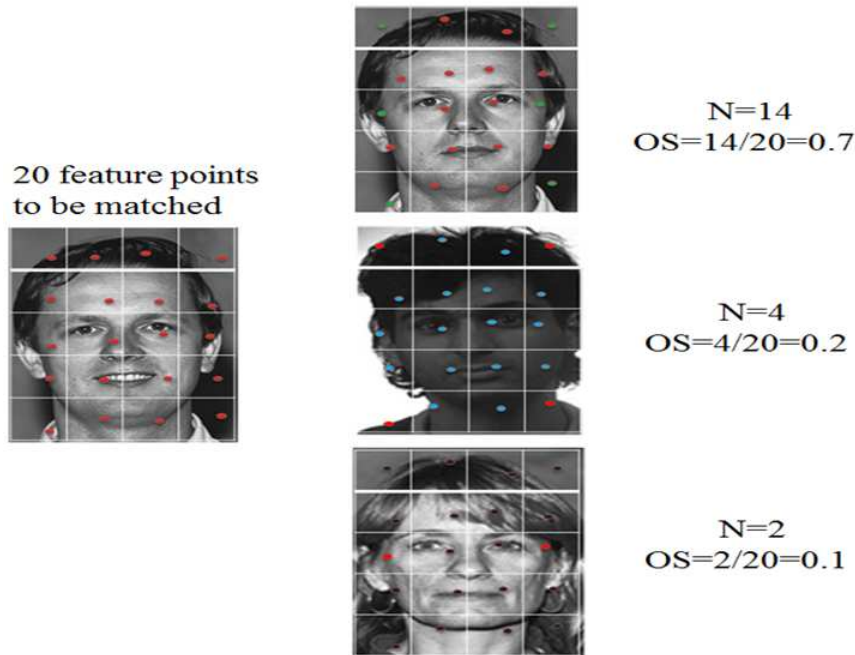 N=14
OS=14/20=0.7
20 feature points
to be matched
N=4
OS=4/20=0.2
N=2
OS=2/20=0.1